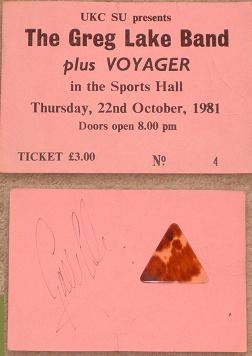 UKC SU presents
The Greg Lake Band
plus VOYAGER
in the Sports Hall
Thursday, 22nd October, 1981
Doors open 8.00 pm
TICKET £3.00 No 4